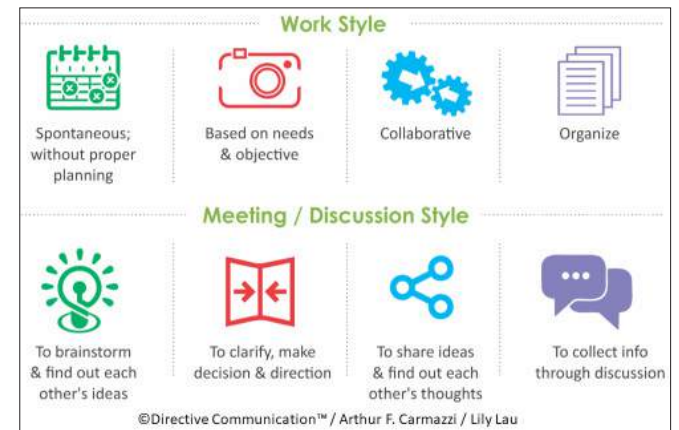 Work Style
Spontaneous;
without proper
planning
Based on needs
& objective
Collaborative
Organize
Meeting / Discussion Style
To brainstorm
& find out each
other's ideas
To clarify, make
decision & direction
To share ideas
& find out each
other's thoughts
To collect info
through discussion
©Directive Communication™ / Arthur F. Carmazzi / Lily Lau